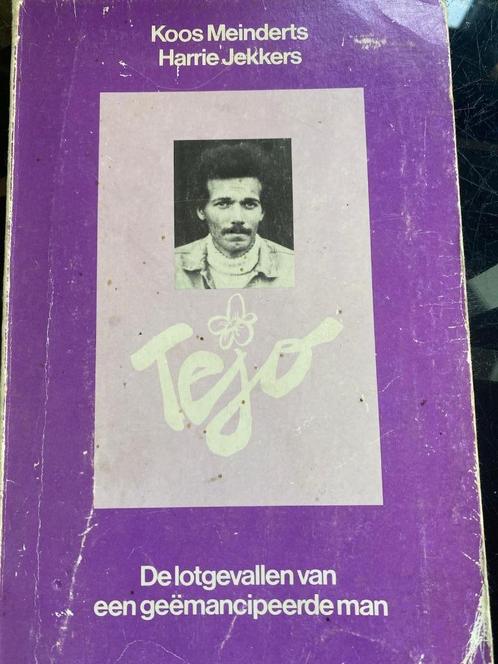 Koos Meinderts
Harrie Jekkers
Tejo
De lotgevallen van
een geëmancipeerde man